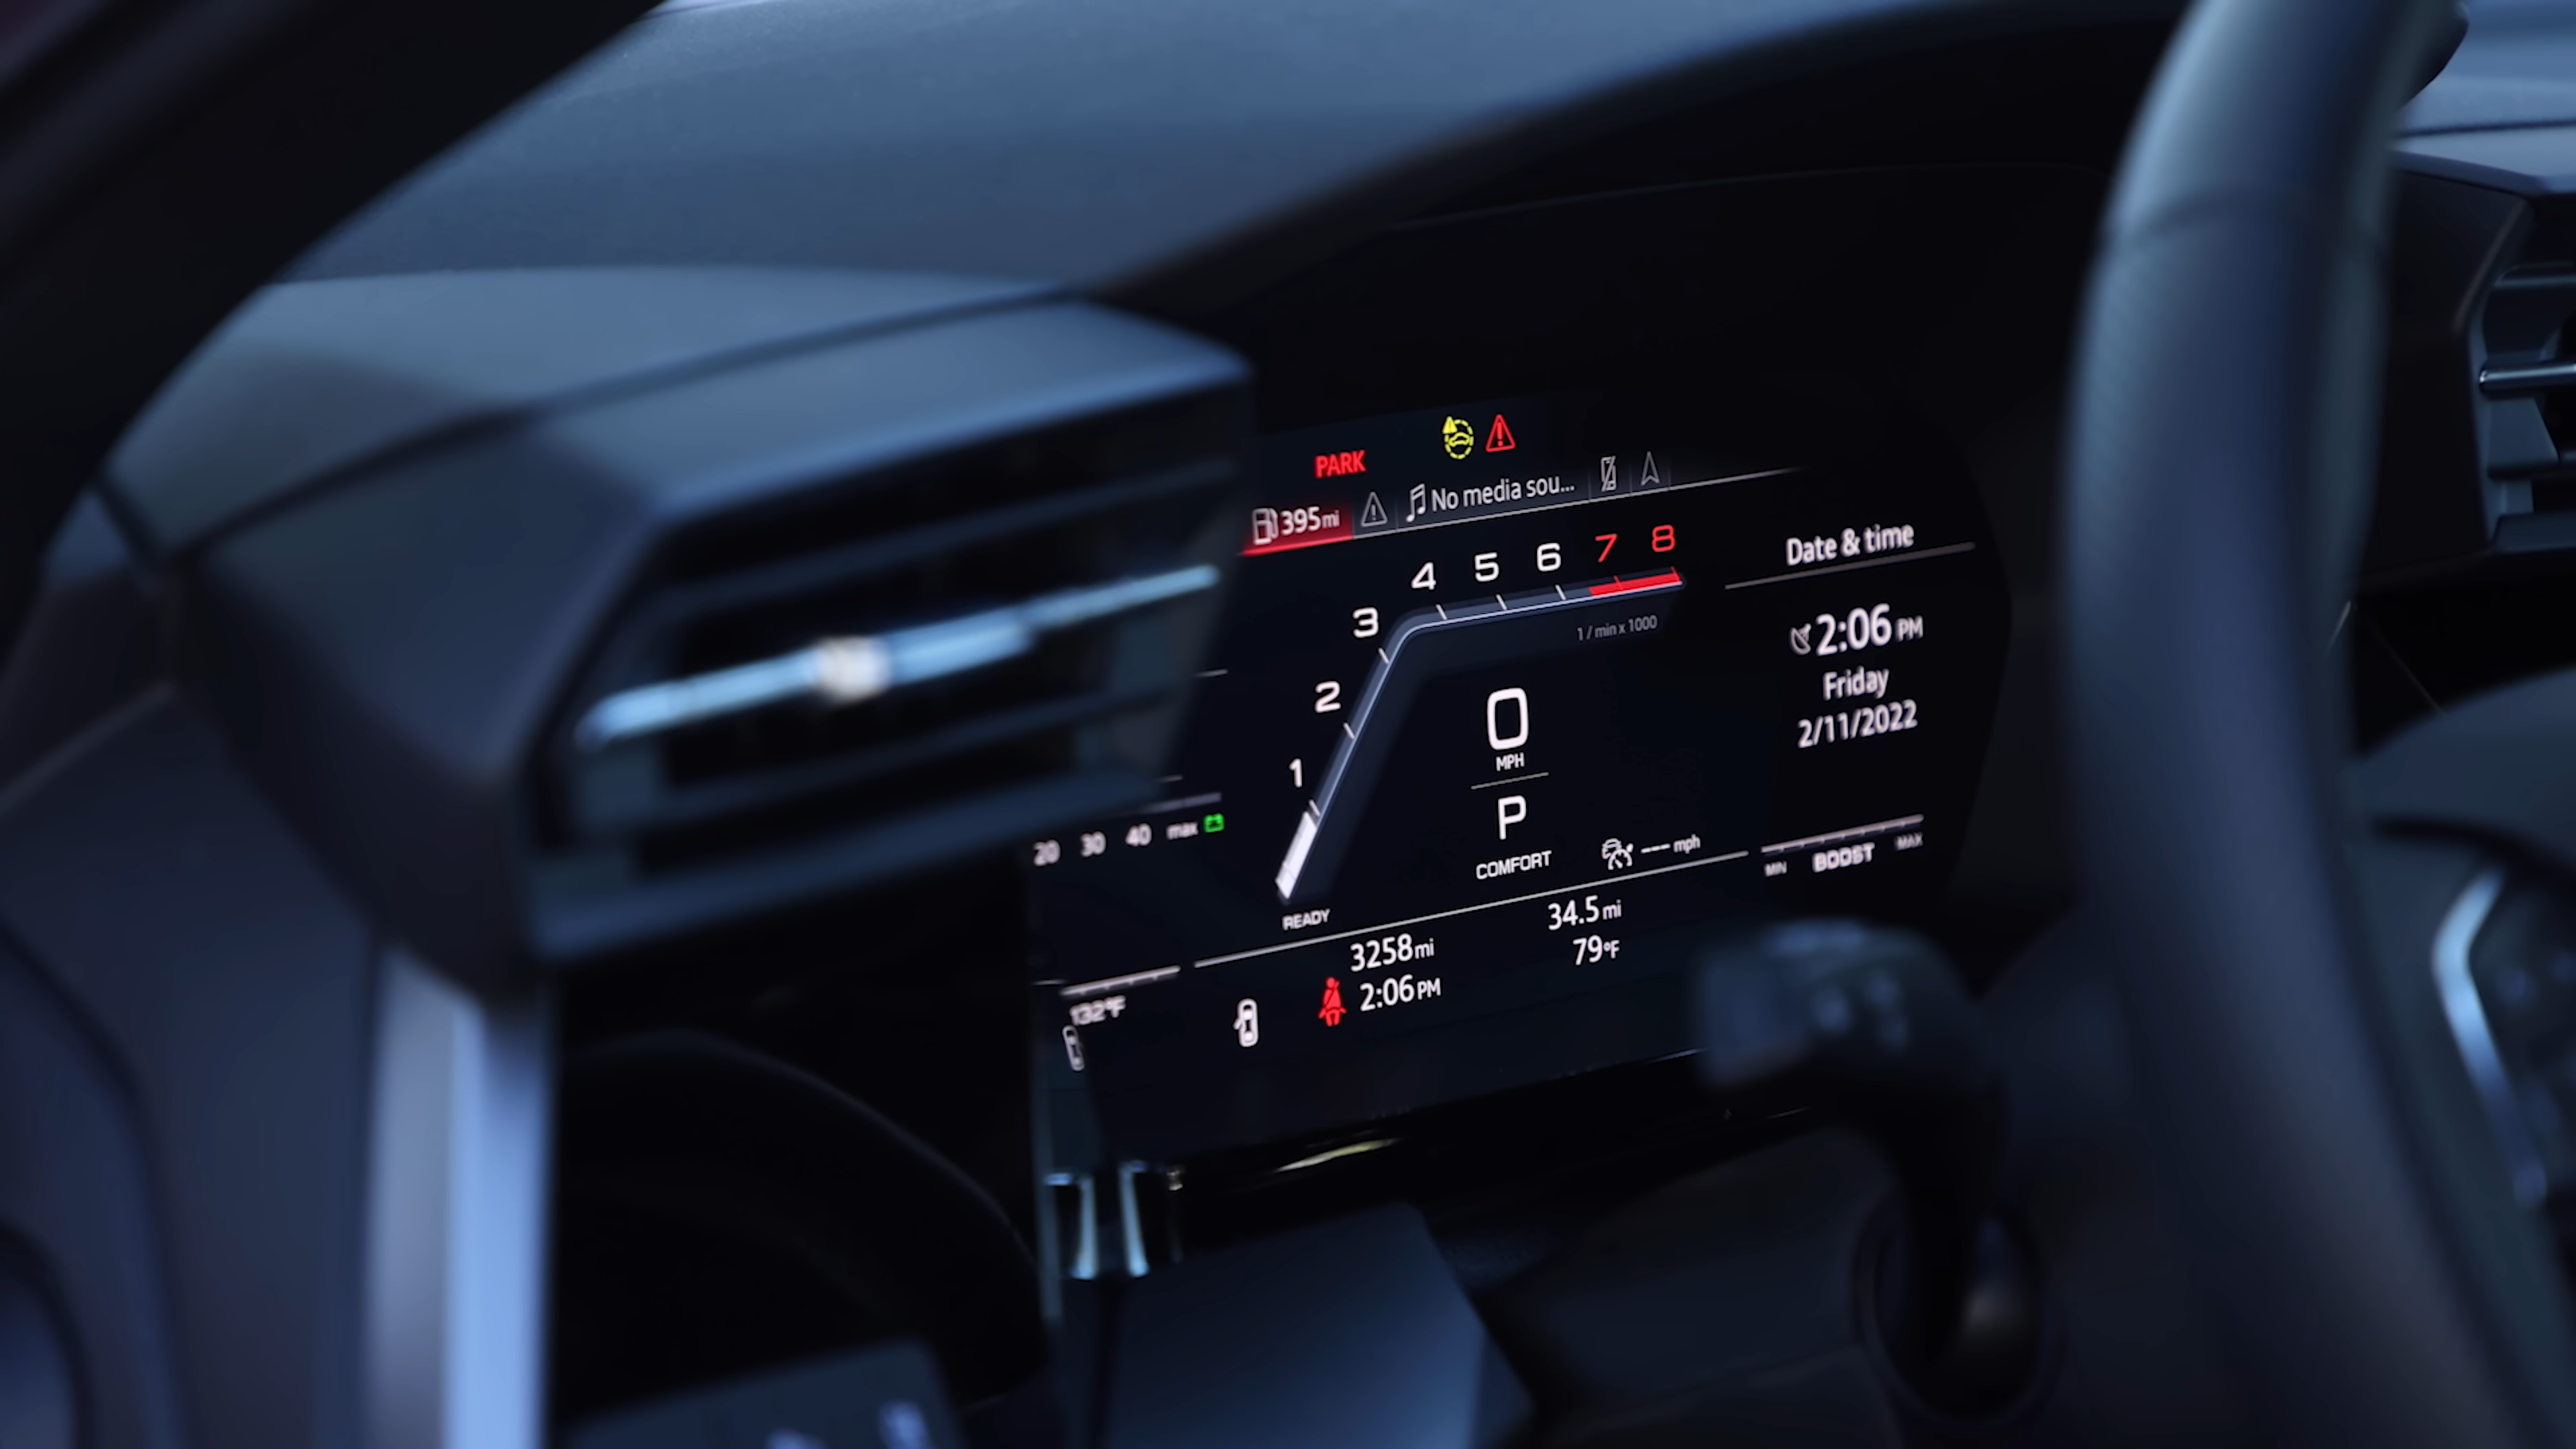 PARK
395 mi
No media sou...
Date & time
1 2 3 4 5 6 7 8
1 / min x 1000
2:06 PM
Friday
2/11/2022
0
MPH
P
COMFORT
--- mph
20 30 40 max
MIN BOOST MAX
READY
3258 mi
34.5 mi
132°F
2:06 PM
79°F